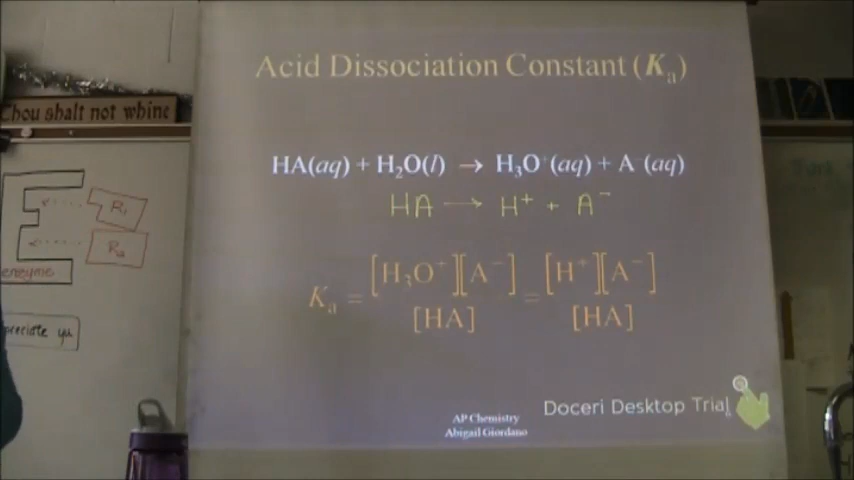 Acid Dissociation Constant (Kₐ)
Thou shalt not whine
HA(aq) + H₂O(l) → H₃O⁺(aq) + A⁻(aq)
HA → H⁺ + A⁻
R₁
R₂
enzyme
Kₐ = [H₃O⁺][A⁻] / [HA] = [H⁺][A⁻] / [HA]
preciate yu
Doceri Desktop Trial
AP Chemistry
Abigail Giordano